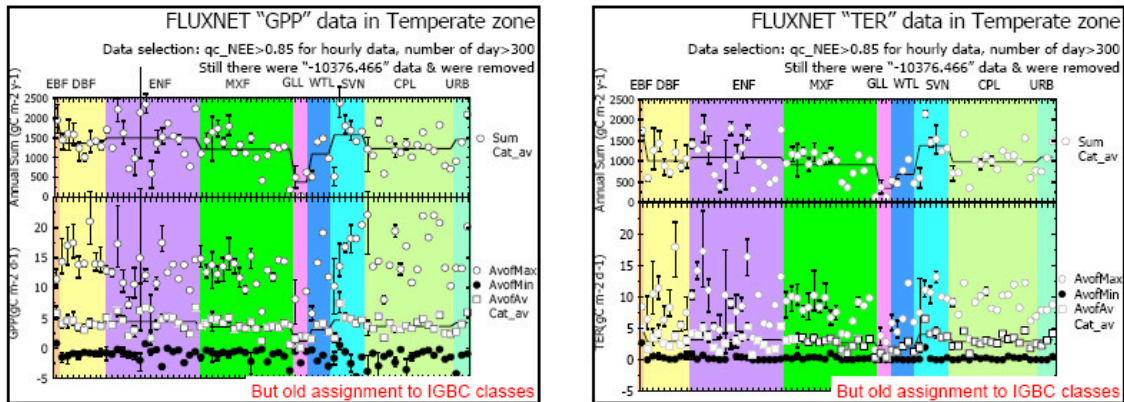 FLUXNET “GPP” data in Temperate zone
Data selection: qc_NEE>0.85 for hourly data, number of day>300
Still there were “-10376.466” data & were removed
EBF DBF ENF MXF GLL WTL SVN CPL URB
Annual Sum (gC m-2 y-1)
2500
2000
1500
1000
500
0
Sum
Cat_av
GPP(gC m-2 d-1)
20
15
10
5
0
-5
AvofMax
AvofMin
AvofAv
Cat_av
But old assignment to IGBC classes
FLUXNET “TER” data in Temperate zone
Data selection: qc_NEE>0.85 for hourly data, number of day>300
Still there were “-10376.466” data & were removed
EBF DBF ENF MXF GLL WTL SVN CPL URB
Annual Sum (gC m-2 y-1)
2500
2000
1500
1000
500
0
Sum
Cat_av
TER(gC m-2 d-1)
20
15
10
5
0
-5
AvofMax
AvofMin
AvofAv
Cat_av
But old assignment to IGBC classes